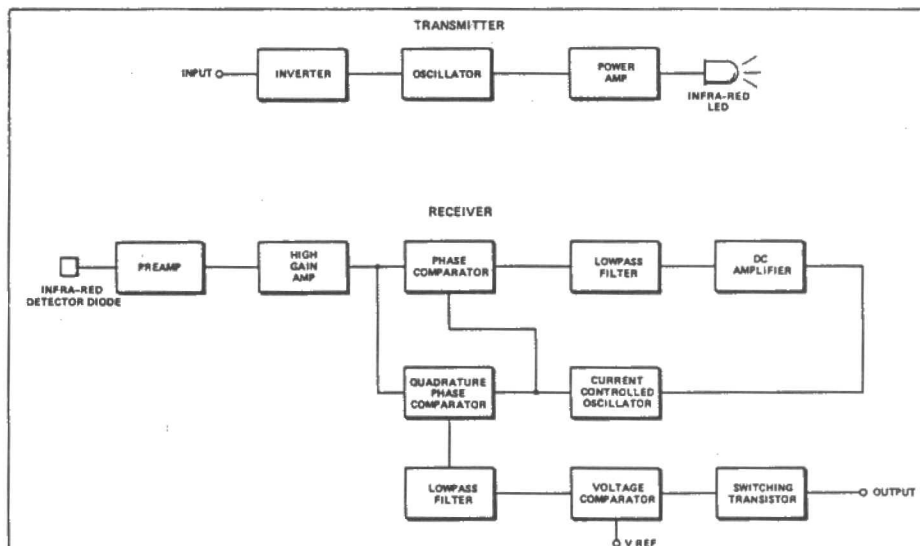 TRANSMITTER
INPUT
INVERTER
OSCILLATOR
POWER
AMP
INFRA-RED
LED
RECEIVER
INFRA-RED
DETECTOR DIODE
PREAMP
HIGH
GAIN
AMP
PHASE
COMPARATOR
LOWPASS
FILTER
DC
AMPLIFIER
QUADRATURE
PHASE
COMPARATOR
CURRENT
CONTROLLED
OSCILLATOR
LOWPASS
FILTER
VOLTAGE
COMPARATOR
SWITCHING
TRANSISTOR
OUTPUT
V REF